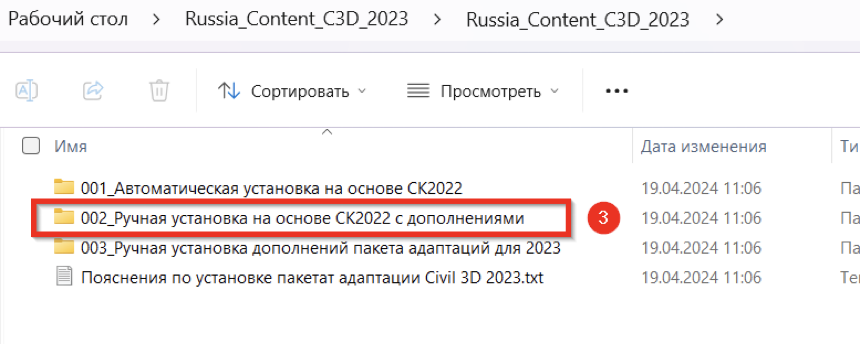 Рабочий стол > Russia_Content_C3D_2023 > Russia_Content_C3D_2023 >
Сортировать Просмотреть ...
Имя Дата изменения Ти
001_Автоматическая установка на основе СК2022 19.04.2024 11:06 Па
002_Ручная установка на основе СК2022 с дополнениями 3 19.04.2024 11:06 Па
003_Ручная установка дополнений пакета адаптаций для 2023 19.04.2024 11:06 Па
Пояснения по установке пакетат адаптации Civil 3D 2023.txt 19.04.2024 11:06 Те